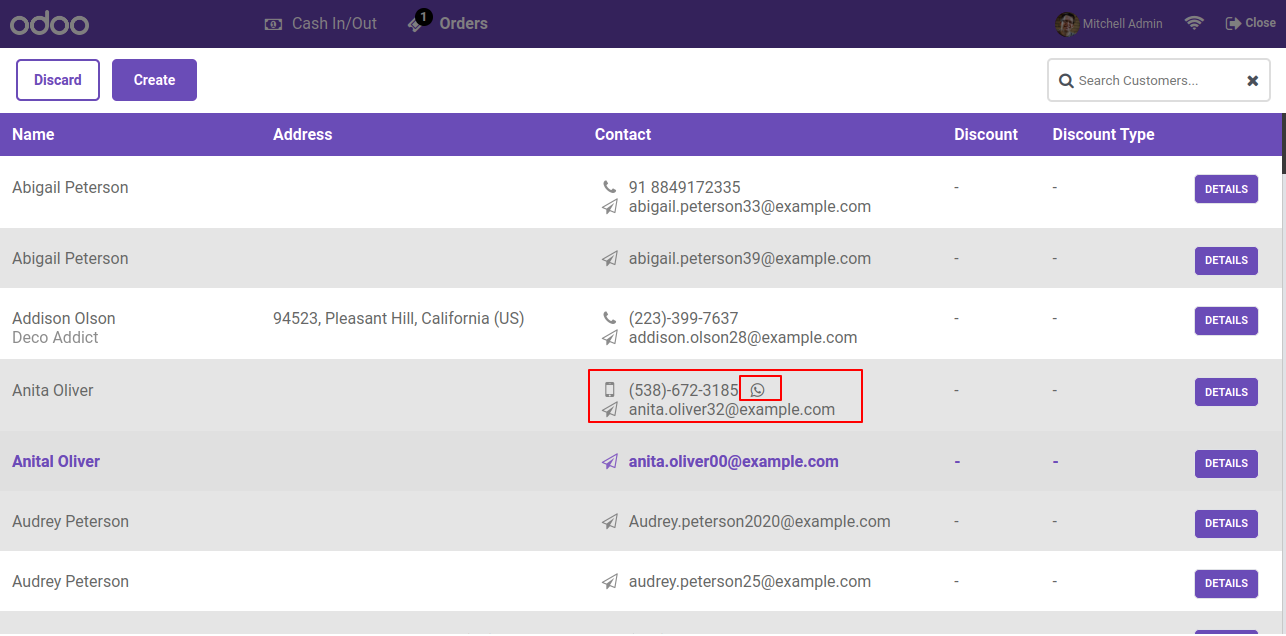 odoo Cash In/Out 1 Orders Mitchell Admin Close
Discard Create Search Customers...
Name Address Contact Discount Discount Type
Abigail Peterson 91 8849172335 - - DETAILS
abigail.peterson33@example.com
Abigail Peterson abigail.peterson39@example.com - - DETAILS
Addison Olson 94523, Pleasant Hill, California (US) (223)-399-7637 - - DETAILS
Deco Addict addison.olson28@example.com
Anita Oliver (538)-672-3185 - - DETAILS
anita.oliver32@example.com
Anital Oliver anita.oliver00@example.com - - DETAILS
Audrey Peterson Audrey.peterson2020@example.com - - DETAILS
Audrey Peterson audrey.peterson25@example.com - - DETAILS